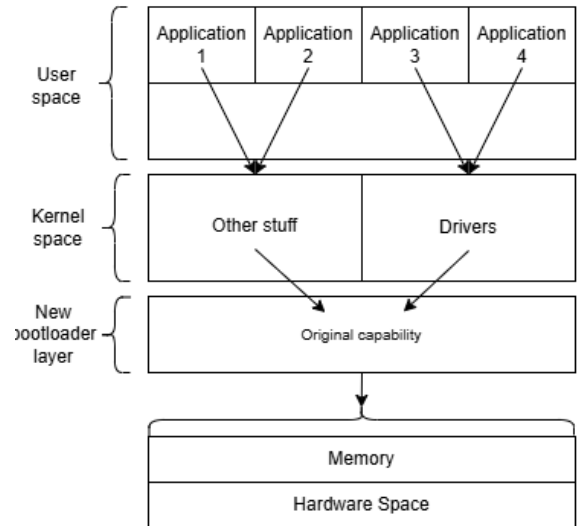 Application
1
Application
2
Application
3
Application
4
User
space
Kernel
space
Other stuff
Drivers
New
bootloader
layer
Original capability
Memory
Hardware Space